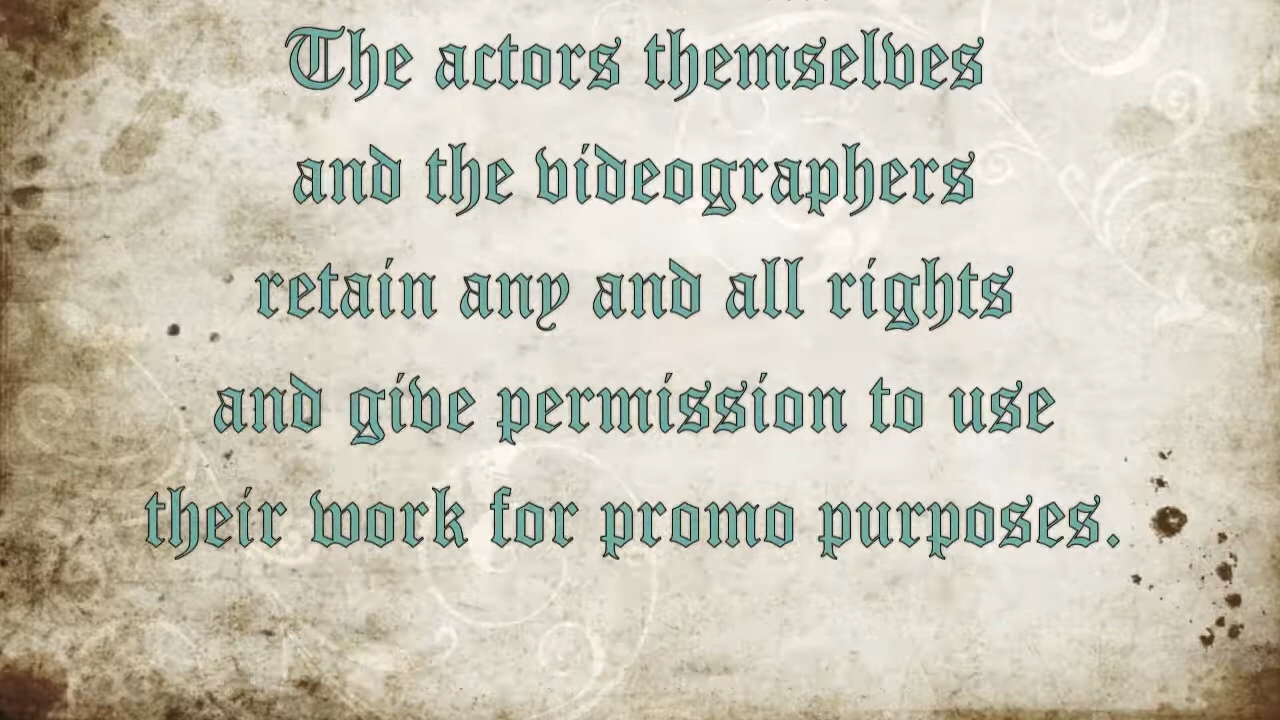 The actors themselves
and the videographers
retain any and all rights
and give permission to use
their work for promo purposes.